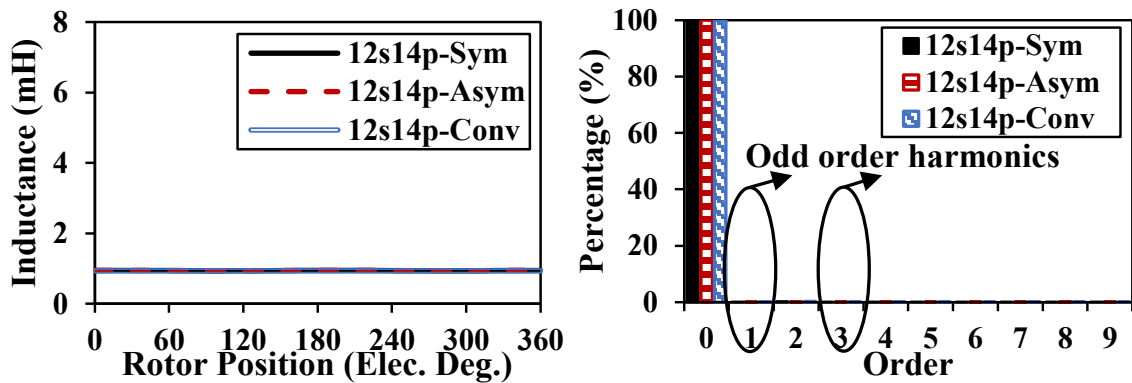 8
6
4
2
0
Inductance (mH)
12s14p-Sym
12s14p-Asym
12s14p-Conv
0 60 120 180 240 300 360
Rotor Position (Elec. Deg.)
100
80
60
40
20
0
Percentage (%)
12s14p-Sym
12s14p-Asym
12s14p-Conv
Odd order harmonics
0 1 2 3 4 5 6 7 8 9
Order